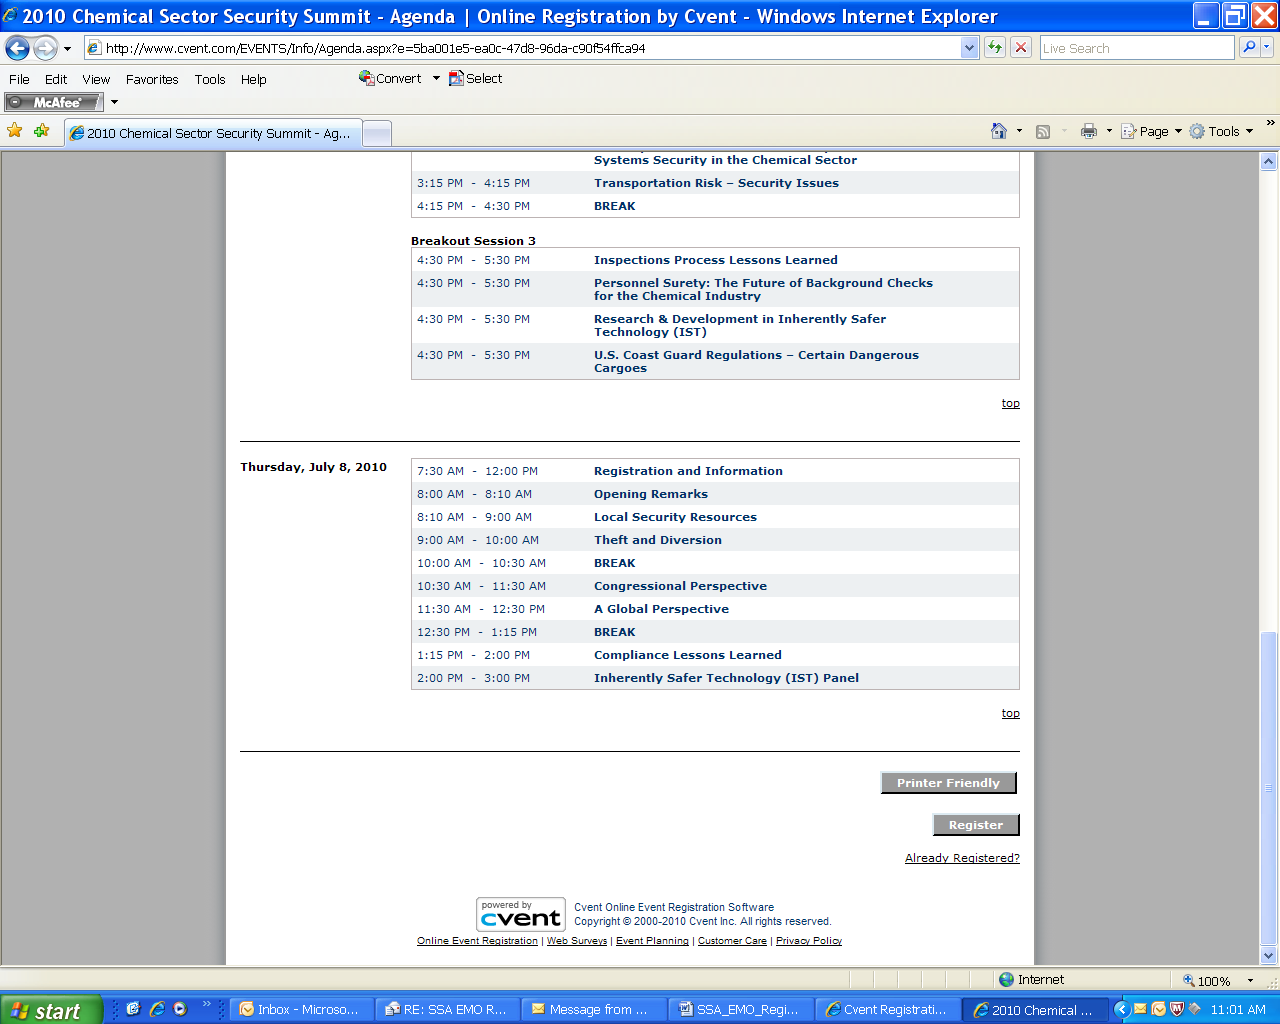 2010 Chemical Sector Security Summit - Agenda | Online Registration by Cvent - Windows Internet Explorer
http://www.cvent.com/EVENTS/Info/Agenda.aspx?e=5ba001e5-ea0c-47d8-96da-c90f54ffca94
Live Search
File Edit View Favorites Tools Help Convert Select
McAfee
2010 Chemical Sector Security Summit - Ag... Page Tools
Systems Security in the Chemical Sector
3:15 PM - 4:15 PM Transportation Risk – Security Issues
4:15 PM - 4:30 PM BREAK
Breakout Session 3
4:30 PM - 5:30 PM Inspections Process Lessons Learned
4:30 PM - 5:30 PM Personnel Surety: The Future of Background Checks
for the Chemical Industry
4:30 PM - 5:30 PM Research & Development in Inherently Safer
Technology (IST)
4:30 PM - 5:30 PM U.S. Coast Guard Regulations – Certain Dangerous
Cargoes
top
Thursday, July 8, 2010 7:30 AM - 12:00 PM Registration and Information
8:00 AM - 8:10 AM Opening Remarks
8:10 AM - 9:00 AM Local Security Resources
9:00 AM - 10:00 AM Theft and Diversion
10:00 AM - 10:30 AM BREAK
10:30 AM - 11:30 AM Congressional Perspective
11:30 AM - 12:30 PM A Global Perspective
12:30 PM - 1:15 PM BREAK
1:15 PM - 2:00 PM Compliance Lessons Learned
2:00 PM - 3:00 PM Inherently Safer Technology (IST) Panel
top
Printer Friendly
Register
Already Registered?
powered by
cvent
Cvent Online Event Registration Software
Copyright © 2000-2010 Cvent Inc. All rights reserved.
Online Event Registration | Web Surveys | Event Planning | Customer Care | Privacy Policy
Internet 100%
start Inbox - Microso... RE: SSA EMO R... Message from ... SSA_EMO_Regi... Cvent Registrati... 2010 Chemical ... 11:01 AM